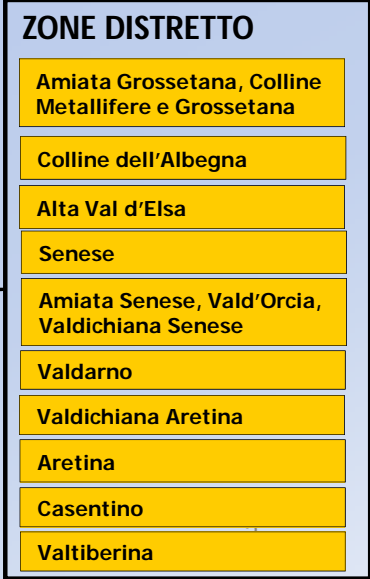 ZONE DISTRETTO
Amiata Grossetana, Colline
Metallifere e Grossetana
Colline dell'Albegna
Alta Val d'Elsa
Senese
Amiata Senese, Vald'Orcia,
Valdichiana Senese
Valdarno
Valdichiana Aretina
Aretina
Casentino
Valtiberina